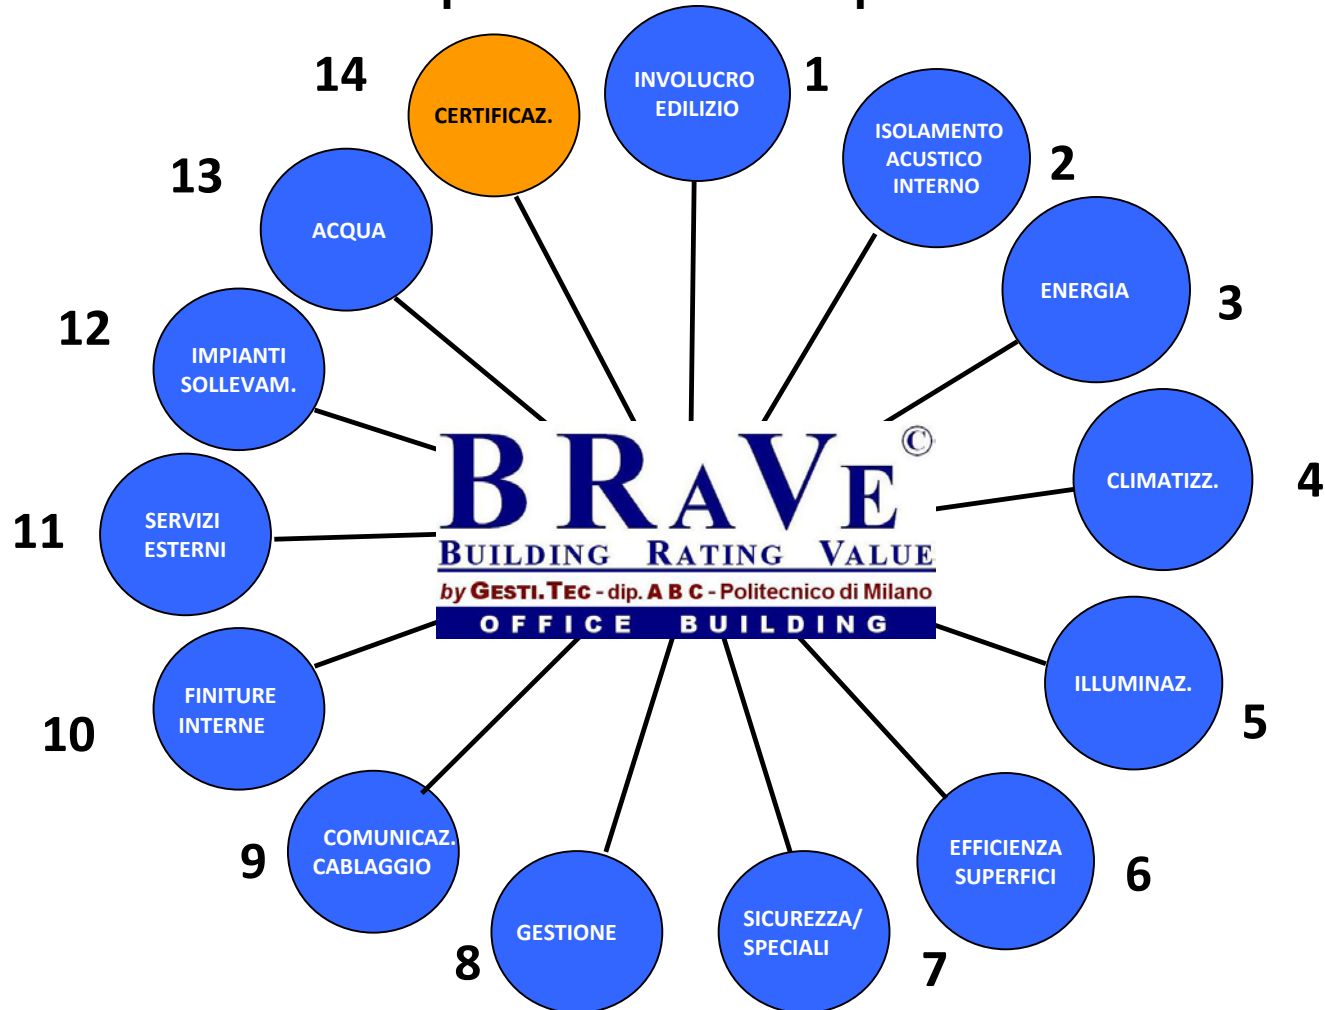 14
CERTIFICAZ.
INVOLUCRO
EDILIZIO
1
ISOLAMENTO
ACUSTICO
INTERNO
2
13
ACQUA
ENERGIA
3
12
IMPIANTI
SOLLEVAM.
CLIMATIZZ.
4
11
SERVIZI
ESTERNI
BRAVE ©
BUILDING RATING VALUE
by GESTI.TEC - dip. A B C - Politecnico di Milano
OFFICE BUILDING
ILLUMINAZ.
5
10
FINITURE
INTERNE
9
COMUNICAZ.
CABLAGGIO
EFFICIENZA
SUPERFICI
6
8
GESTIONE
SICUREZZA/
SPECIALI
7